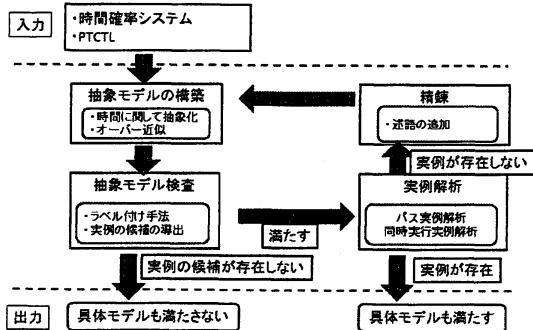 入力
・時間確率システム
・PTCTL
抽象モデルの構築
・時間に関して抽象化
・オーバー近似
精錬
・述語の追加
実例が存在しない
抽象モデル検査
・ラベル付け手法
・実例の候補の導出
満たす
実例解析
パス実例解析
同時実行実例解析
実例の候補が存在しない
実例が存在
出力
具体モデルも満たさない
具体モデルも満たす